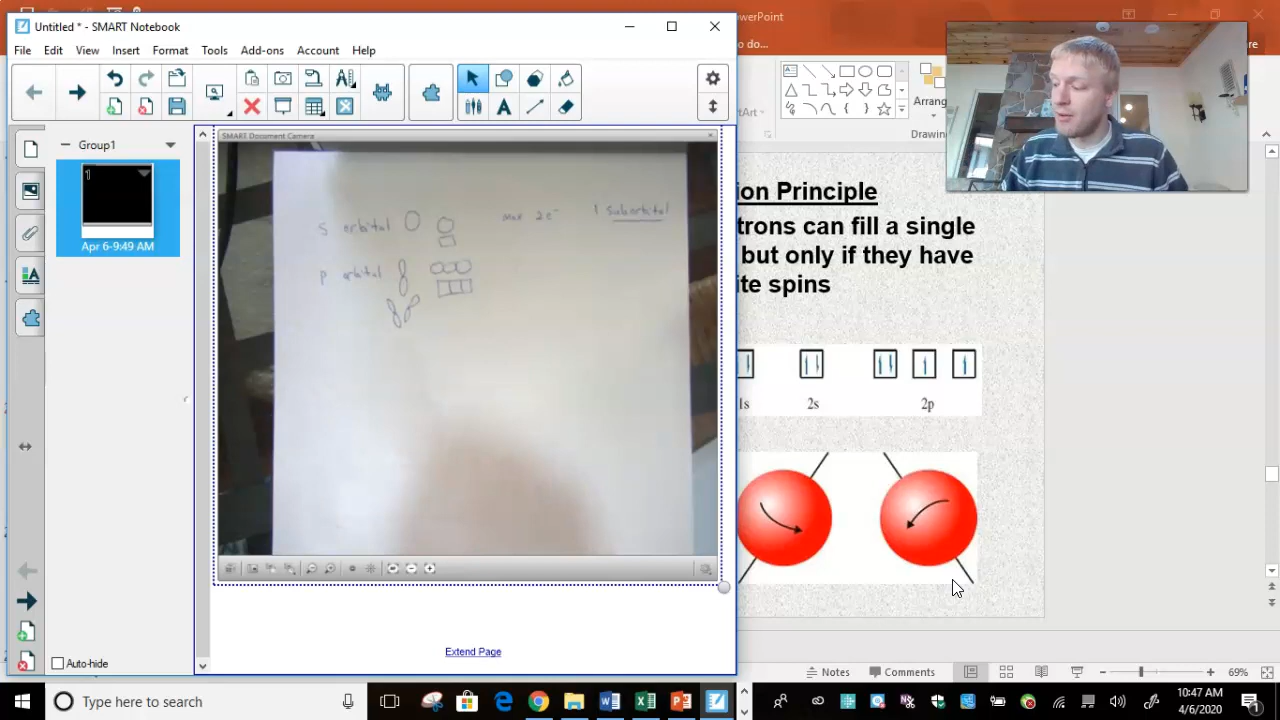 Untitled * - SMART Notebook
File Edit View Insert Format Tools Add-ons Account Help
Group1
1
Apr 6-9:49 AM
Auto-hide
SMART Document Camera
s orbital max 2e⁻ 1 suborbital
p orbital
Extend Page
PowerPoint
do...
Arrang
Drawing
ion Principle
trons can fill a single
but only if they have
ite spins
1s 2s 2p
Notes Comments 69%
Type here to search
10:47 AM
4/6/2020